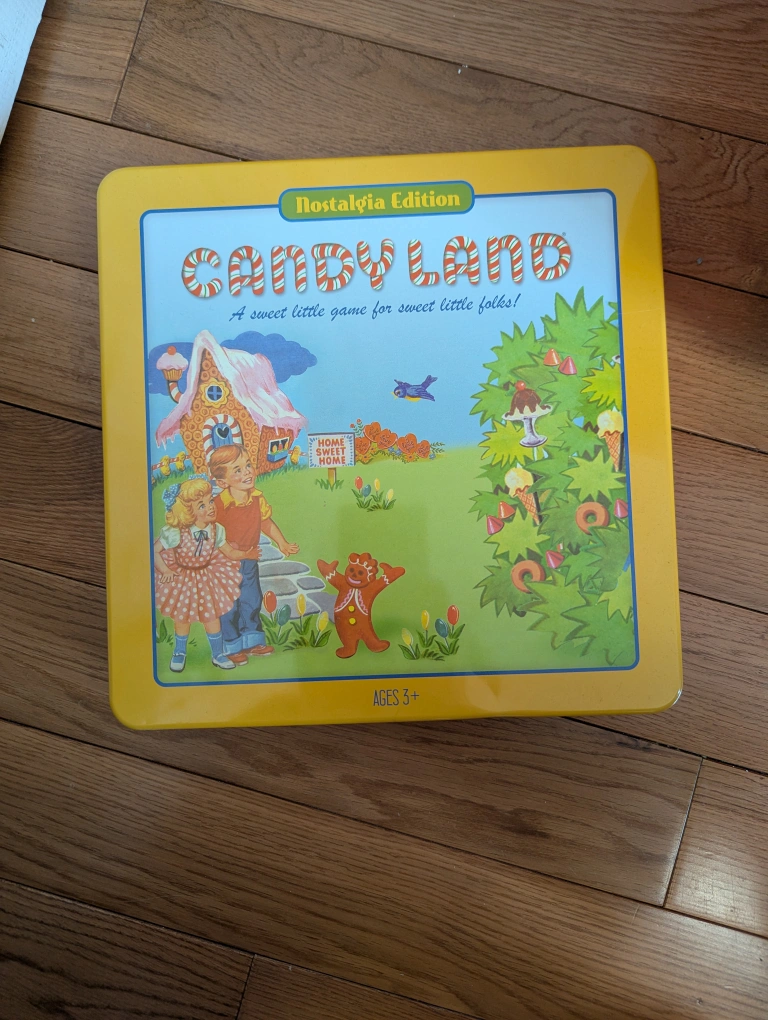 Nostalgia Edition
CANDY LAND
A sweet little game for sweet little folks!
HOME
SWEET
HOME
AGES 3+